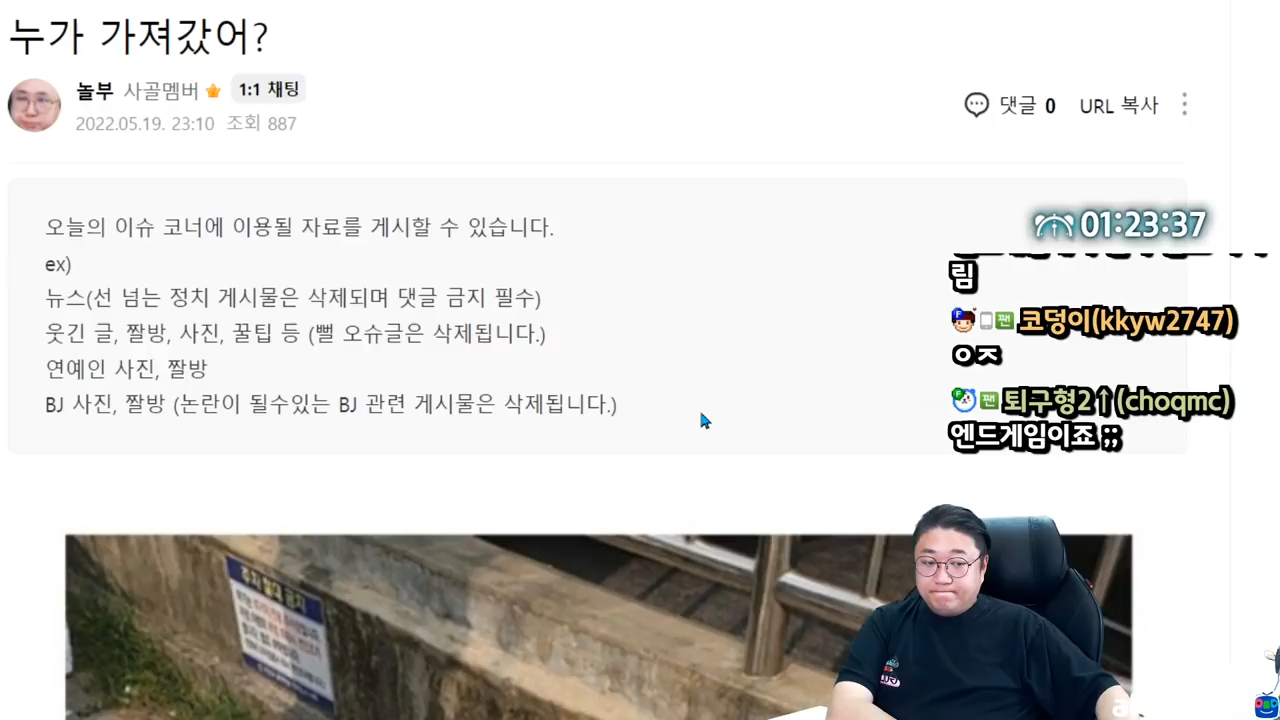 누가 가져갔어?
놀부 사골멤버 1:1 채팅
2022.05.19. 23:10 조회 887
댓글 0 URL 복사
오늘의 이슈 코너에 이용될 자료를 게시할 수 있습니다.
ex)
뉴스(선 넘는 정치 게시물은 삭제되며 댓글 금지 필수)
웃긴 글, 짤방, 사진, 꿀팁 등 (뻘 오슈글은 삭제됩니다.)
연예인 사진, 짤방
BJ 사진, 짤방 (논란이 될수있는 BJ 관련 게시물은 삭제됩니다.)
01:23:37
림
팬 코덩이(kkyw2747)
ㅇㅈ
팬 퇴구형2↑(choqmc)
엔드게임이죠 ;;